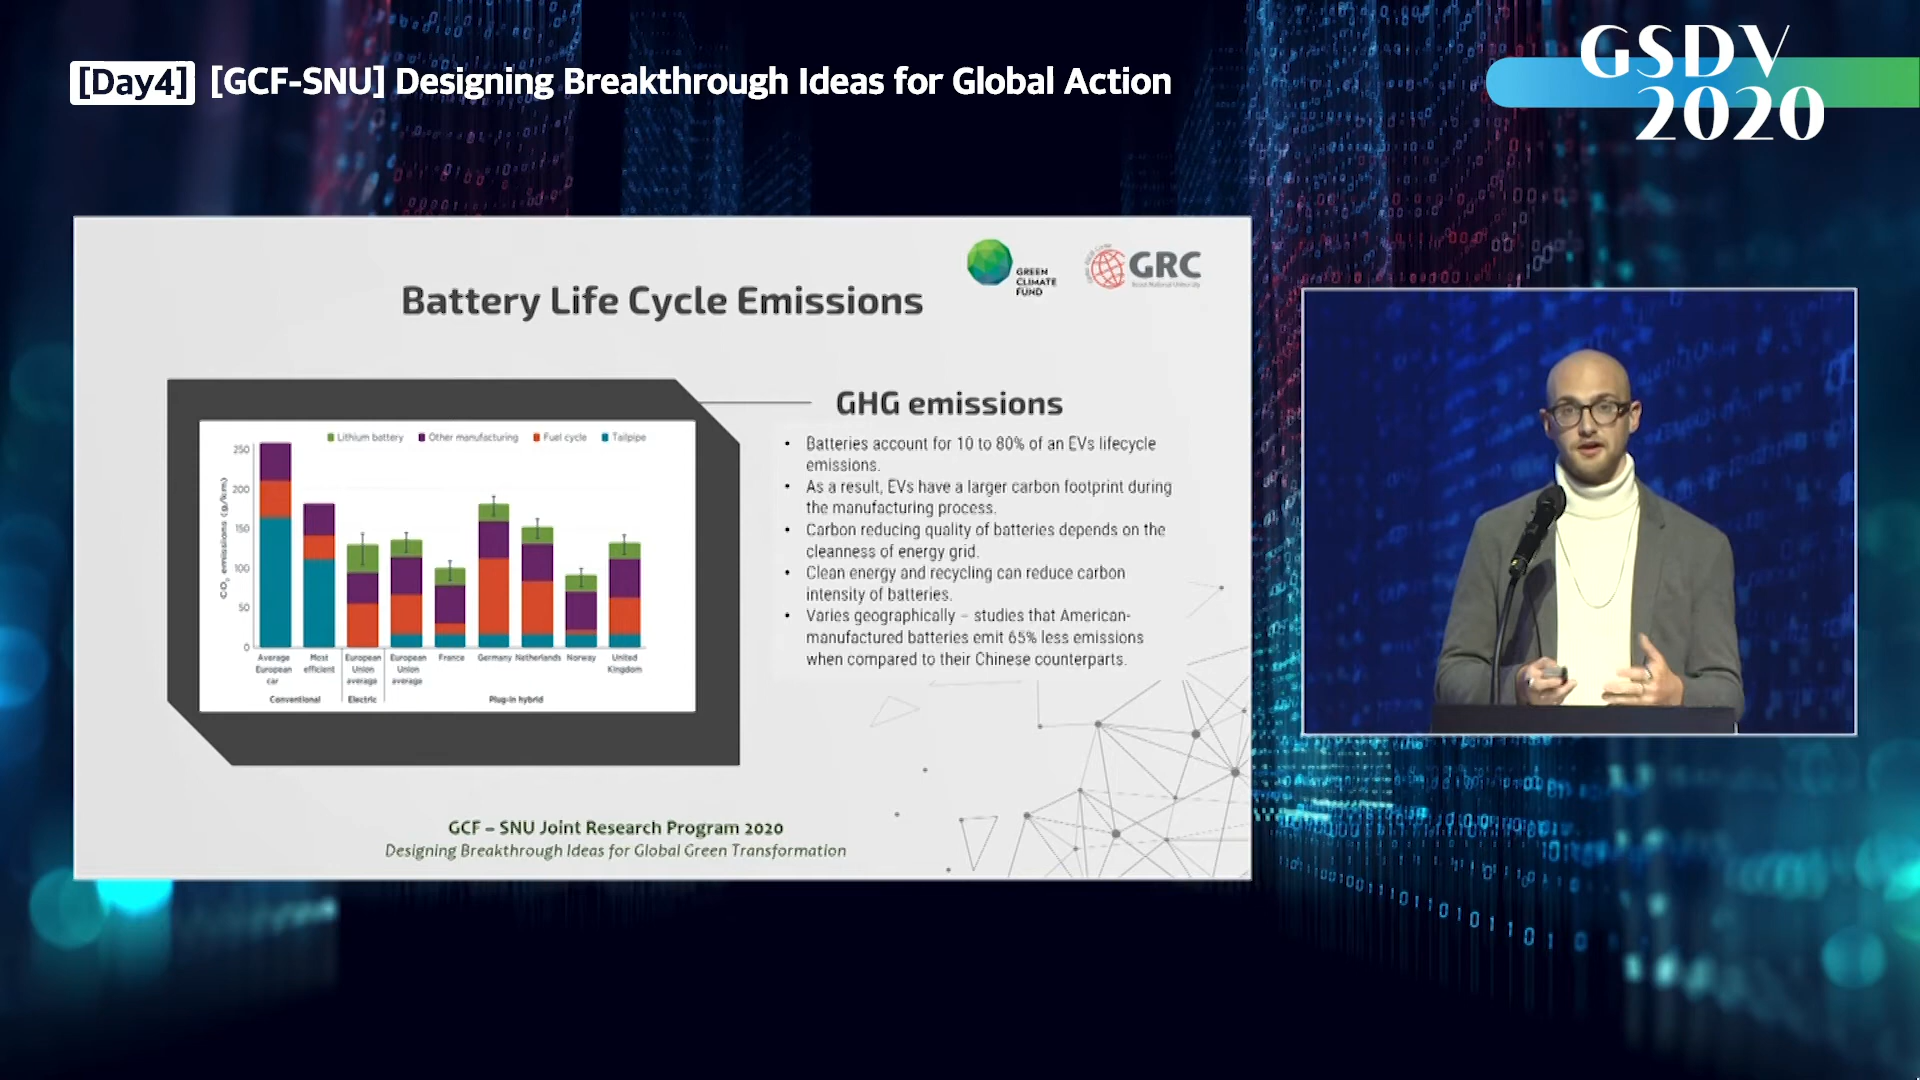 [Day4] [GCF-SNU] Designing Breakthrough Ideas for Global Action
GSDV
2020
GREEN
CLIMATE
FUND
GRC
Battery Life Cycle Emissions
GHG emissions
• Batteries account for 10 to 80% of an EVs lifecycle
emissions.
• As a result, EVs have a larger carbon footprint during
the manufacturing process.
• Carbon reducing quality of batteries depends on the
cleanness of energy grid.
• Clean energy and recycling can reduce carbon
intensity of batteries.
• Varies geographically – studies that American-
manufactured batteries emit 65% less emissions
when compared to their Chinese counterparts.
Lithium battery Other manufacturing Fuel cycle Tailpipe
CO₂ emissions (g/km)
250
200
150
100
50
0
Average European car
Most efficient
European Union average
European Union average
France
Germany
Netherlands
Norway
United Kingdom
Conventional Electric Plug-in hybrid
GCF – SNU Joint Research Program 2020
Designing Breakthrough Ideas for Global Green Transformation